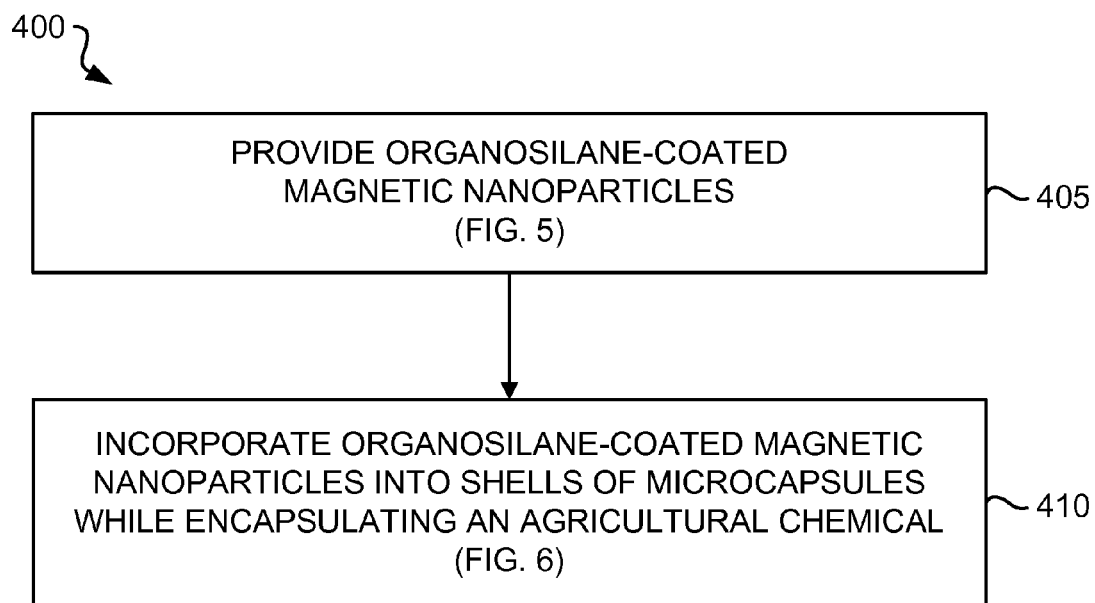 400
PROVIDE ORGANOSILANE-COATED
MAGNETIC NANOPARTICLES
(FIG. 5)
405
INCORPORATE ORGANOSILANE-COATED MAGNETIC
NANOPARTICLES INTO SHELLS OF MICROCAPSULES
WHILE ENCAPSULATING AN AGRICULTURAL CHEMICAL
(FIG. 6)
410